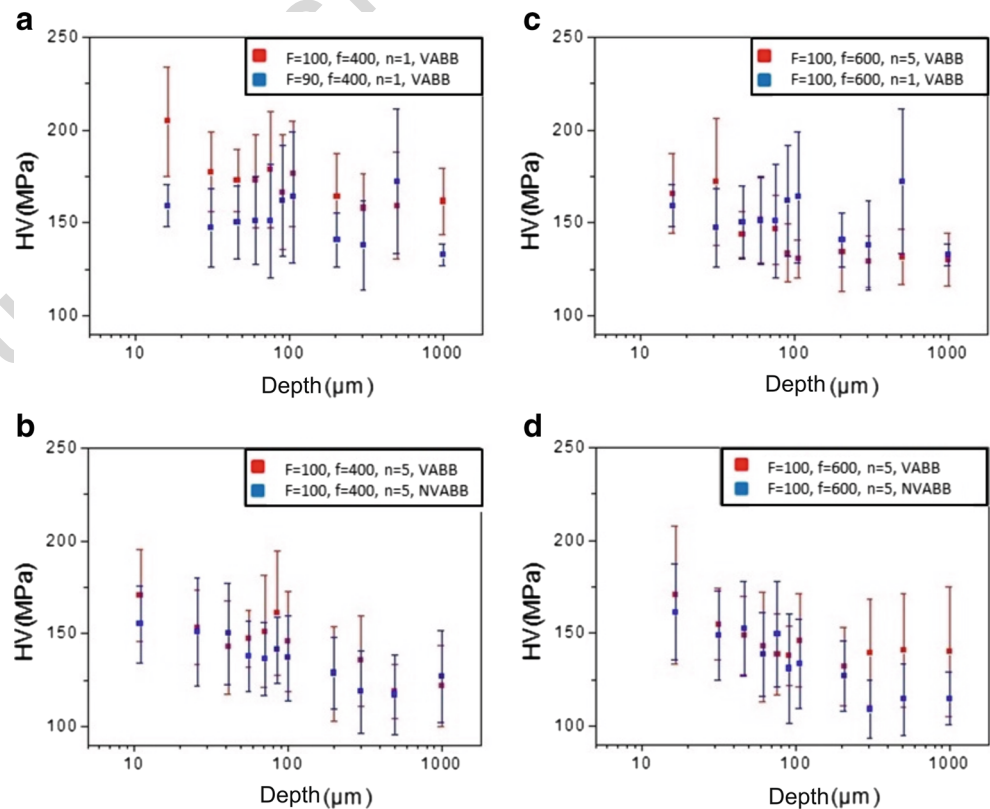 a
250
200
150
100
HV(MPa)
10
100
1000
Depth(µm)
F=100, f=400, n=1, VABB
F=90, f=400, n=1, VABB
c
250
200
150
100
HV(MPa)
10
100
1000
Depth(µm)
F=100, f=600, n=5, VABB
F=100, f=600, n=1, VABB
b
250
200
150
100
HV(MPa)
10
100
1000
Depth(µm)
F=100, f=400, n=5, VABB
F=100, f=400, n=5, NVABB
d
250
200
150
100
HV(MPa)
10
100
1000
Depth(µm)
F=100, f=600, n=5, VABB
F=100, f=600, n=5, NVABB